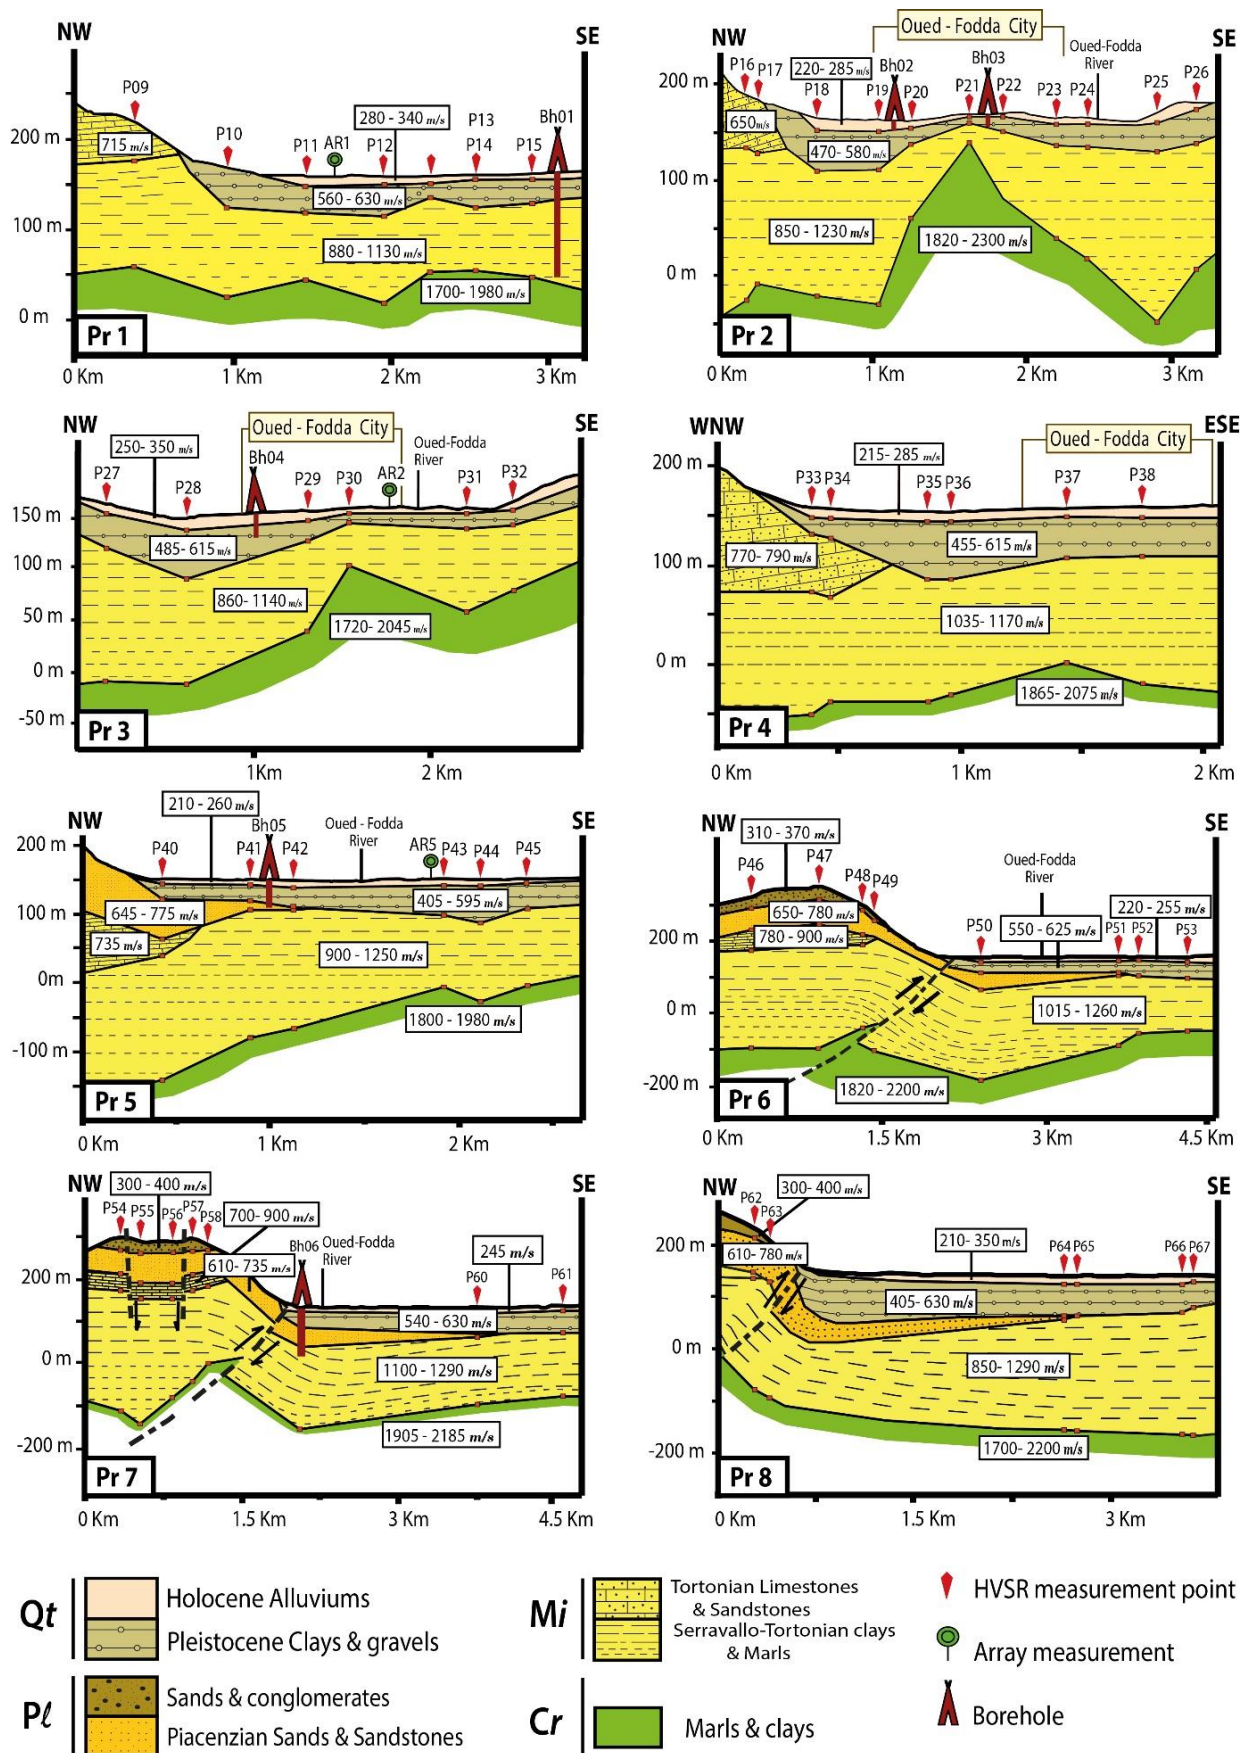 NW
SE
P09
P10
P11
AR1
P12
P13
P14
P15
Bh01
280 - 340 m/s
715 m/s
560 - 630 m/s
880 - 1130 m/s
1700- 1980 m/s
200 m
100 m
0 m
Pr 1
0 Km
1 Km
2 Km
3 Km
NW
Oued - Fodda City
SE
Oued-Fodda
River
P16
P17
220- 285 m/s
P18
P19
Bh02
P20
P21
Bh03
P22
P23
P24
P25
P26
650 m/s
470 - 580 m/s
850 - 1230 m/s
1820 - 2300 m/s
200 m
100 m
0 m
Pr 2
0 Km
1 Km
2 Km
3 Km
NW
Oued - Fodda City
SE
250- 350 m/s
Oued-Fodda
River
P27
P28
Bh04
P29
P30
AR2
P31
P32
485- 615 m/s
860- 1140 m/s
1720- 2045 m/s
150 m
100 m
50 m
0 m
-50 m
Pr 3
1Km
2 Km
WNW
ESE
Oued - Fodda City
215- 285 m/s
P33
P34
P35
P36
P37
P38
770 - 790 m/s
455- 615 m/s
1035- 1170 m/s
1865- 2075 m/s
200 m
100 m
0 m
Pr 4
0 Km
1 Km
2 Km
210 - 260 m/s
NW
SE
P40
P41
Bh05
P42
Oued - Fodda
River
AR5
P43
P44
P45
645 - 775 m/s
735 m/s
405 - 595 m/s
900 - 1250 m/s
1800 - 1980 m/s
200 m
100 m
0m
-100 m
Pr 5
0 Km
1 Km
2 Km
NW
SE
310 - 370 m/s
P46
P47
P48
P49
Oued-Fodda
River
220 - 255 m/s
550 - 625 m/s
P50
P51
P52
P53
650 - 780 m/s
780 - 900 m/s
1015 - 1260 m/s
1820 - 2200 m/s
200 m
0 m
-200 m
Pr 6
0 Km
1.5 Km
3 Km
4.5 Km
NW
SE
300 - 400 m/s
P54
P55
P56
P57
P58
700- 900 m/s
610- 735 m/s
Bh06
Oued-Fodda
River
245 m/s
P60
P61
540 - 630 m/s
1100 - 1290 m/s
1905 - 2185 m/s
200 m
0 m
-200 m
Pr 7
0 Km
1.5 Km
3 Km
4.5 Km
NW
SE
P62
P63
300- 400 m/s
610- 780 m/s
210- 350 m/s
P64
P65
P66
P67
405 - 630 m/s
850- 1290 m/s
1700- 2200 m/s
200 m
0 m
-200 m
Pr 8
0 Km
1.5 Km
3 Km
Qt
Holocene Alluviums
Pleistocene Clays & gravels
Pℓ
Sands & conglomerates
Piacenzian Sands & Sandstones
Mi
Tortonian Limestones
& Sandstones
Serravallo-Tortonian clays
& Marls
Cr
Marls & clays
HVSR measurement point
Array measurement
Borehole